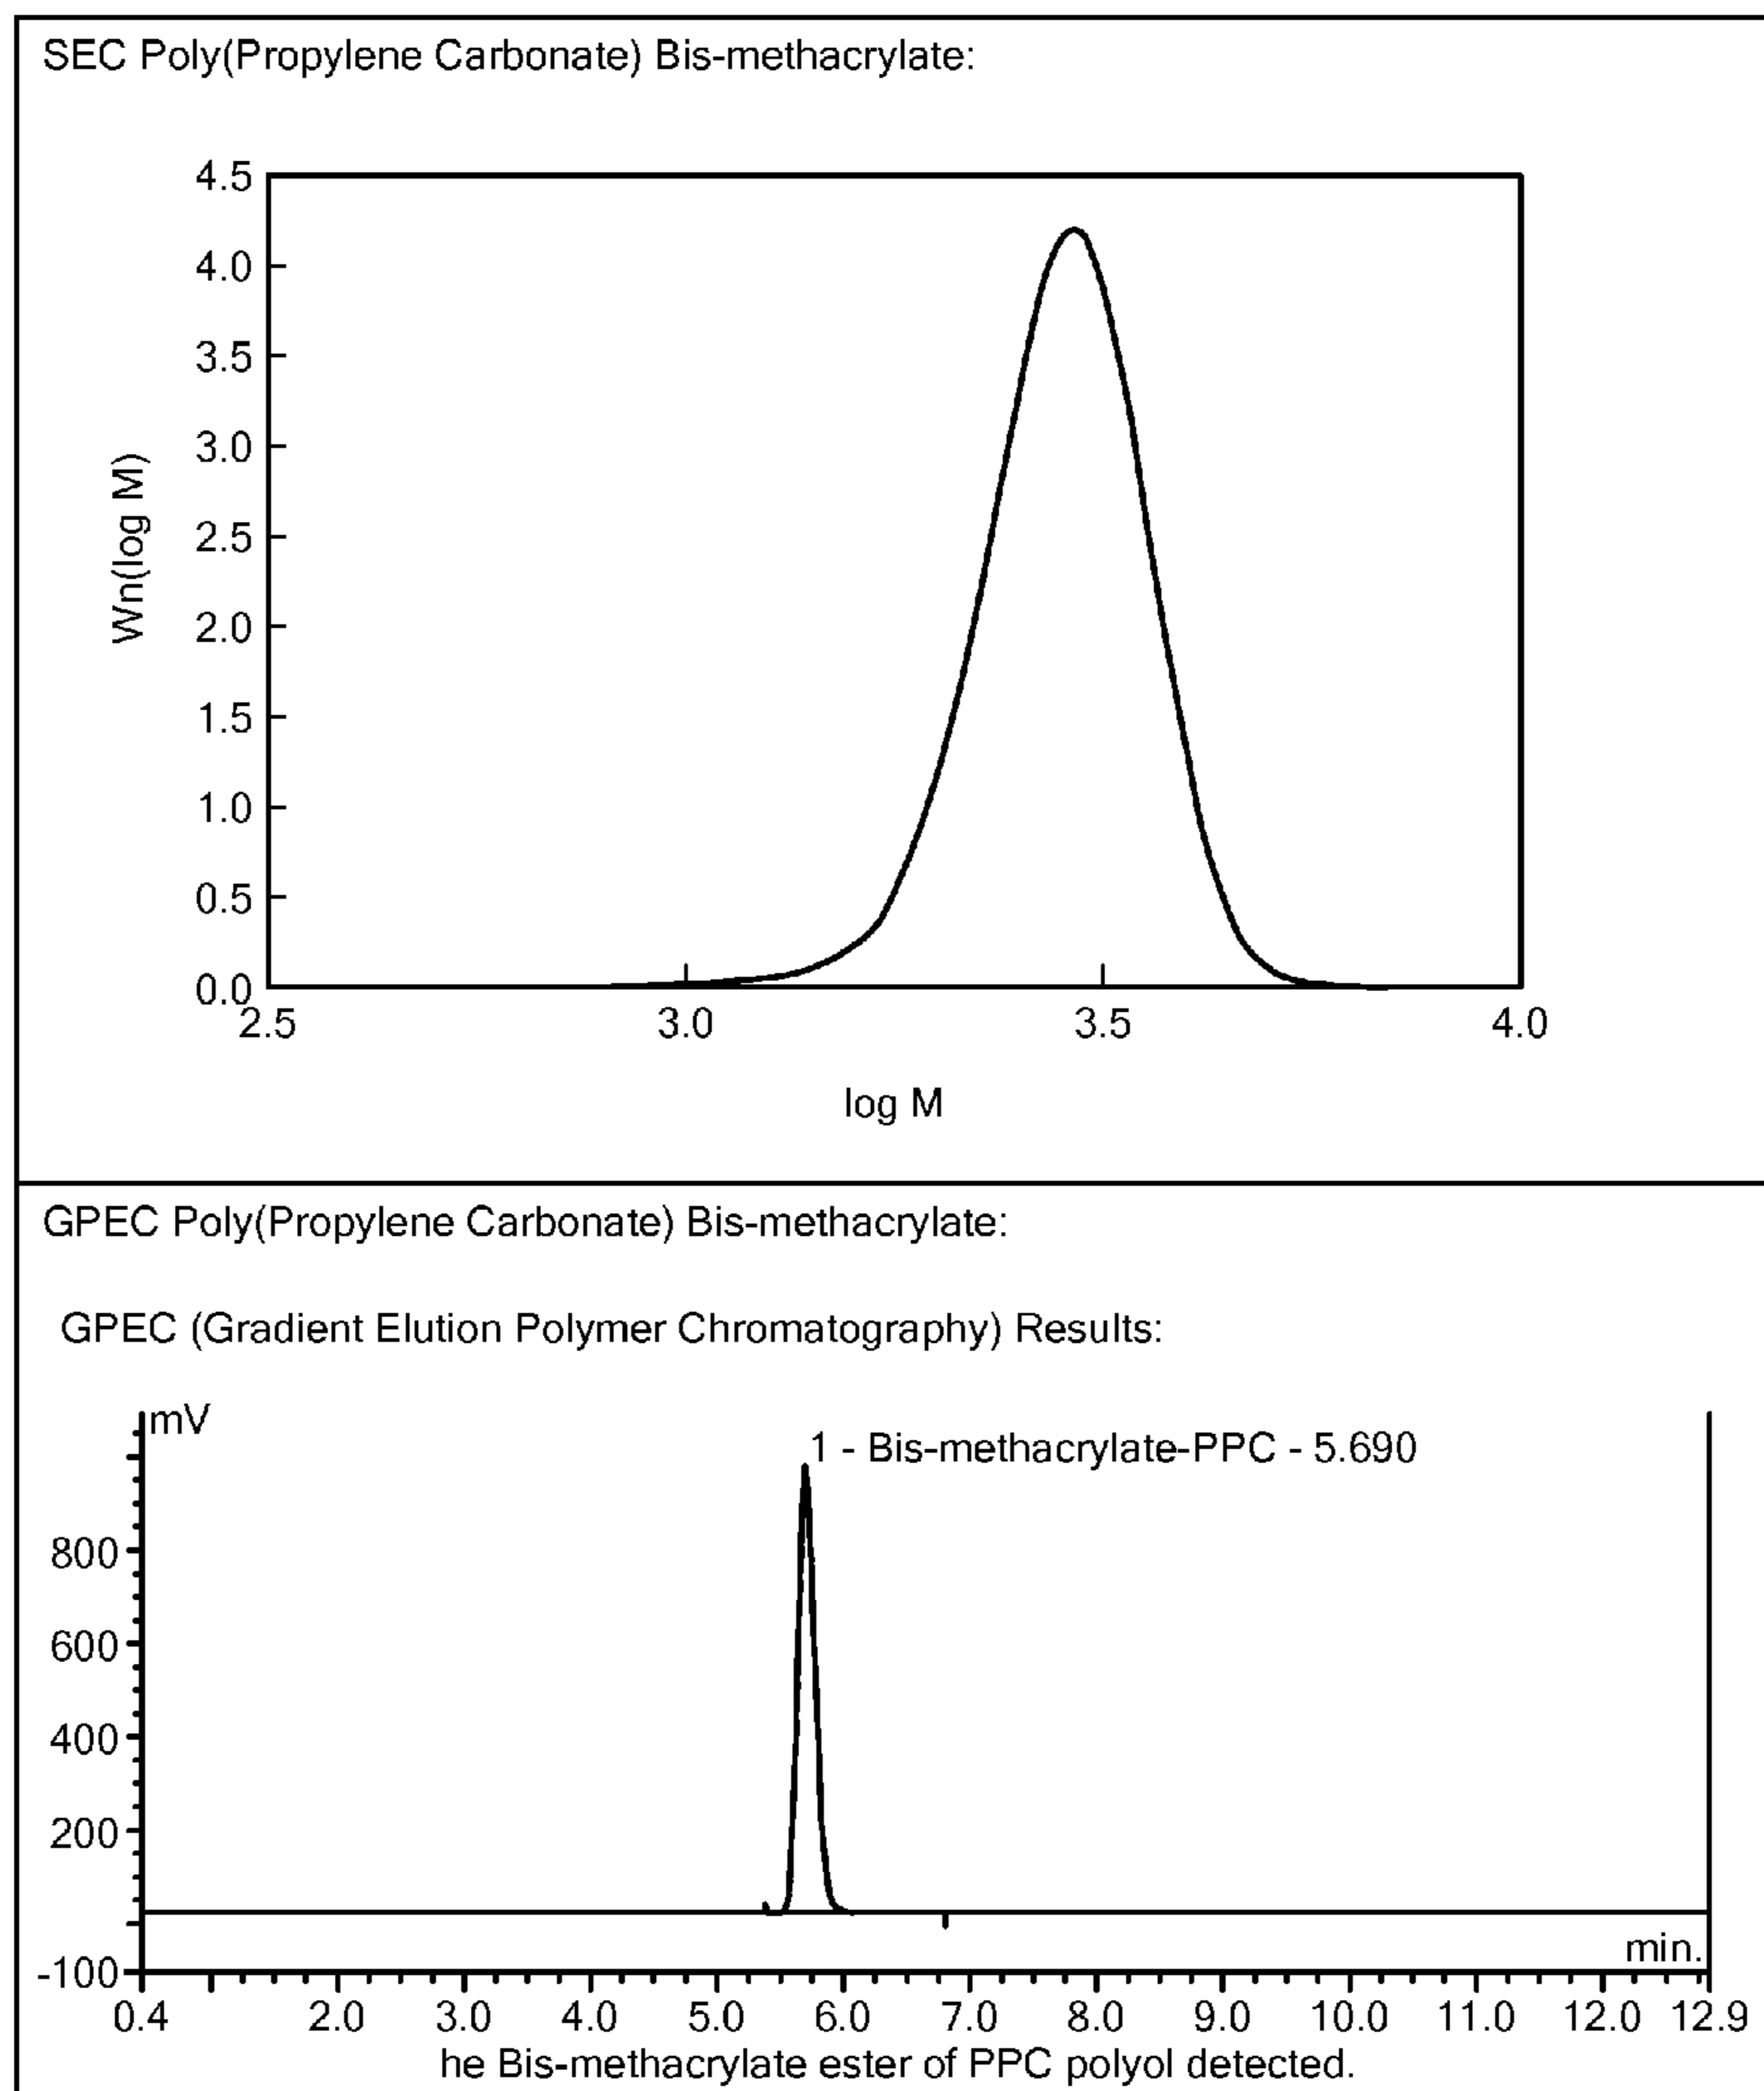 SEC Poly(Propylene Carbonate) Bis-methacrylate:
4.5
4.0
3.5
3.0
2.5
2.0
1.5
1.0
0.5
0.0
Wn(log M)
2.5 3.0 3.5 4.0
log M
GPEC Poly(Propylene Carbonate) Bis-methacrylate:
GPEC (Gradient Elution Polymer Chromatography) Results:
mV
1 - Bis-methacrylate-PPC - 5.690
800
600
400
200
min.
-100
0.4 2.0 3.0 4.0 5.0 6.0 7.0 8.0 9.0 10.0 11.0 12.0 12.9
he Bis-methacrylate ester of PPC polyol detected.